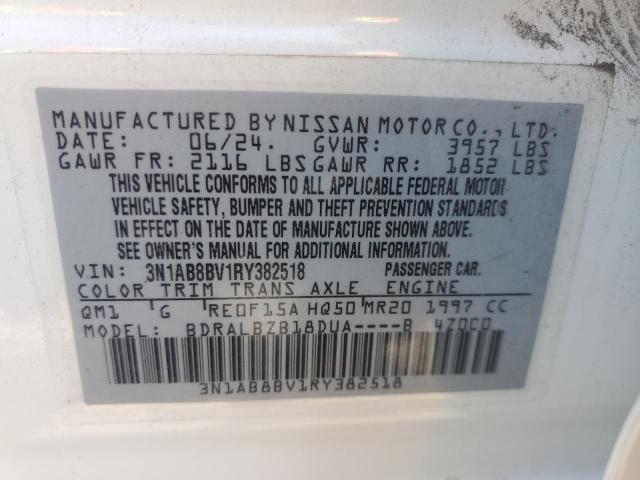 MANUFACTURED BY NISSAN MOTOR CO., LTD.
DATE: 06/24. GVWR: 3957 LBS
GAWR FR: 2116 LBS GAWR RR: 1852 LBS
THIS VEHICLE CONFORMS TO ALL APPLICABLE FEDERAL MOTOR
VEHICLE SAFETY, BUMPER AND THEFT PREVENTION STANDARDS
IN EFFECT ON THE DATE OF MANUFACTURE SHOWN ABOVE.
SEE OWNER'S MANUAL FOR ADDITIONAL INFORMATION.
VIN: 3N1AB8BV1RY382518 PASSENGER CAR.
COLOR TRIM TRANS AXLE ENGINE
QM1 G RE0F15A HQ50 MR20 1997 CC
MODEL: BDRALBZB18DUA----B 4Z0C0
3N1AB8BV1RY382518